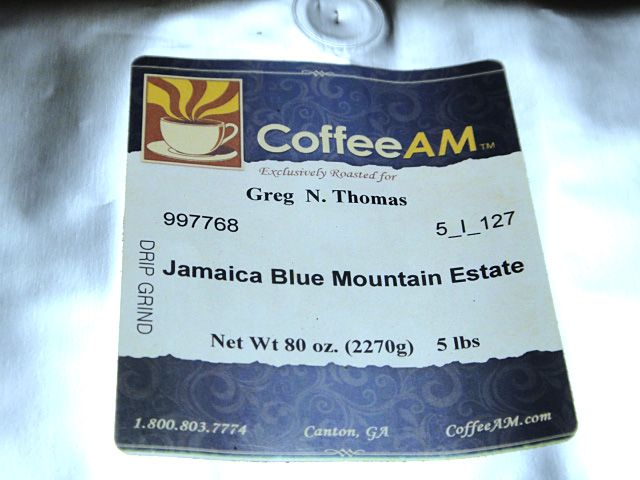 CoffeeAM™
Exclusively Roasted for
Greg N. Thomas
997768 5_I_127
DRIP GRIND
Jamaica Blue Mountain Estate
Net Wt 80 oz. (2270g) 5 lbs
1.800.803.7774 Canton, GA CoffeeAM.com